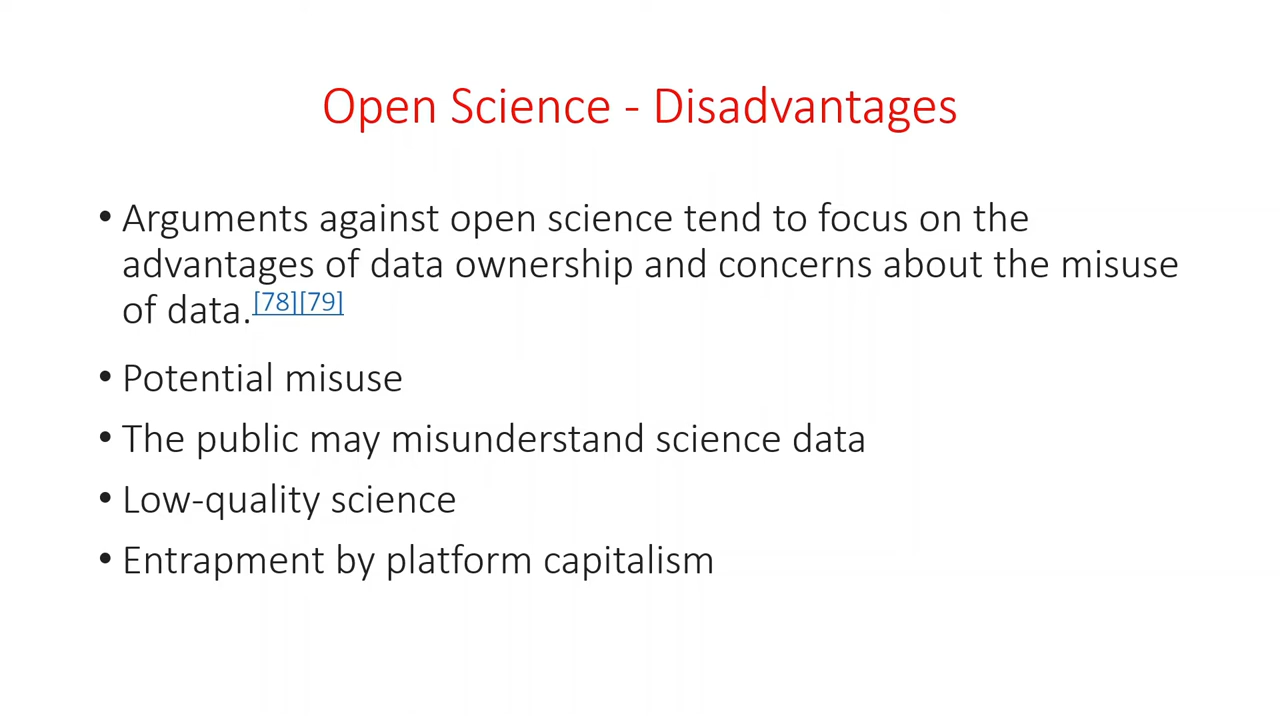 Open Science - Disadvantages
• Arguments against open science tend to focus on the
advantages of data ownership and concerns about the misuse
of data.[78][79]
• Potential misuse
• The public may misunderstand science data
• Low-quality science
• Entrapment by platform capitalism